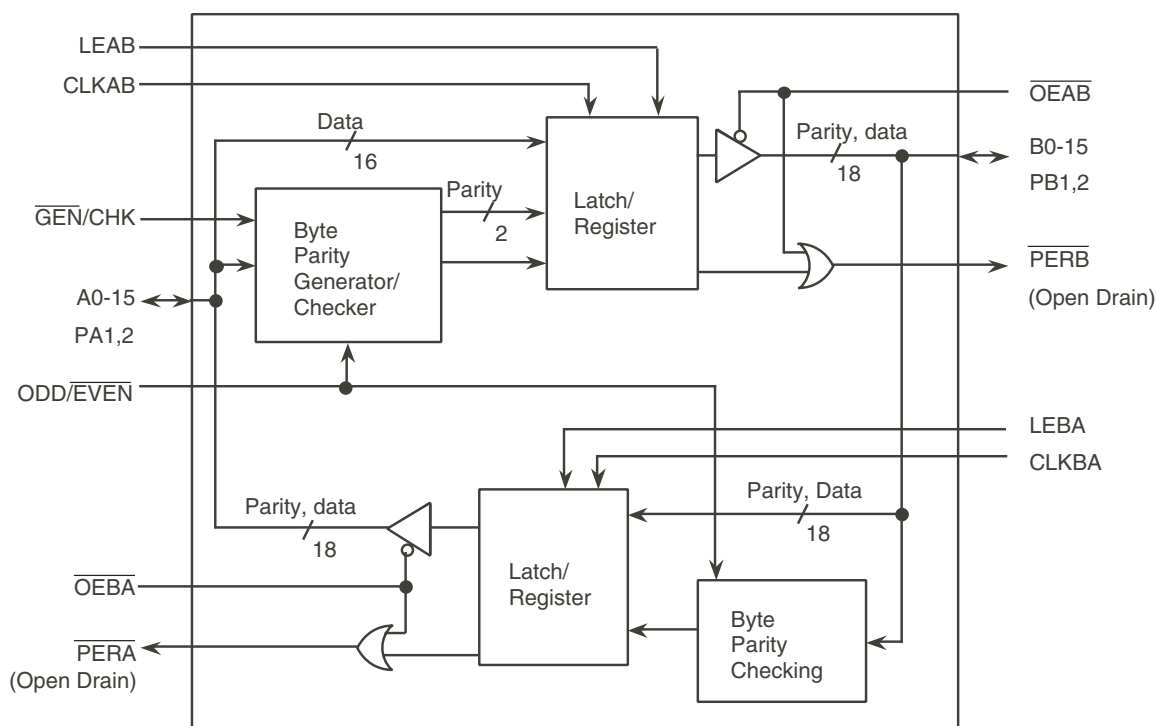 LEAB
CLKAB
OEAB
Data
16
Parity, data
18
B0-15
PB1,2
GEN/CHK
Parity
2
Byte
Parity
Generator/
Checker
Latch/
Register
PERB
(Open Drain)
A0-15
PA1,2
ODD/EVEN
LEBA
CLKBA
Parity, data
18
Parity, Data
18
OEBA
Latch/
Register
Byte
Parity
Checking
PERA
(Open Drain)